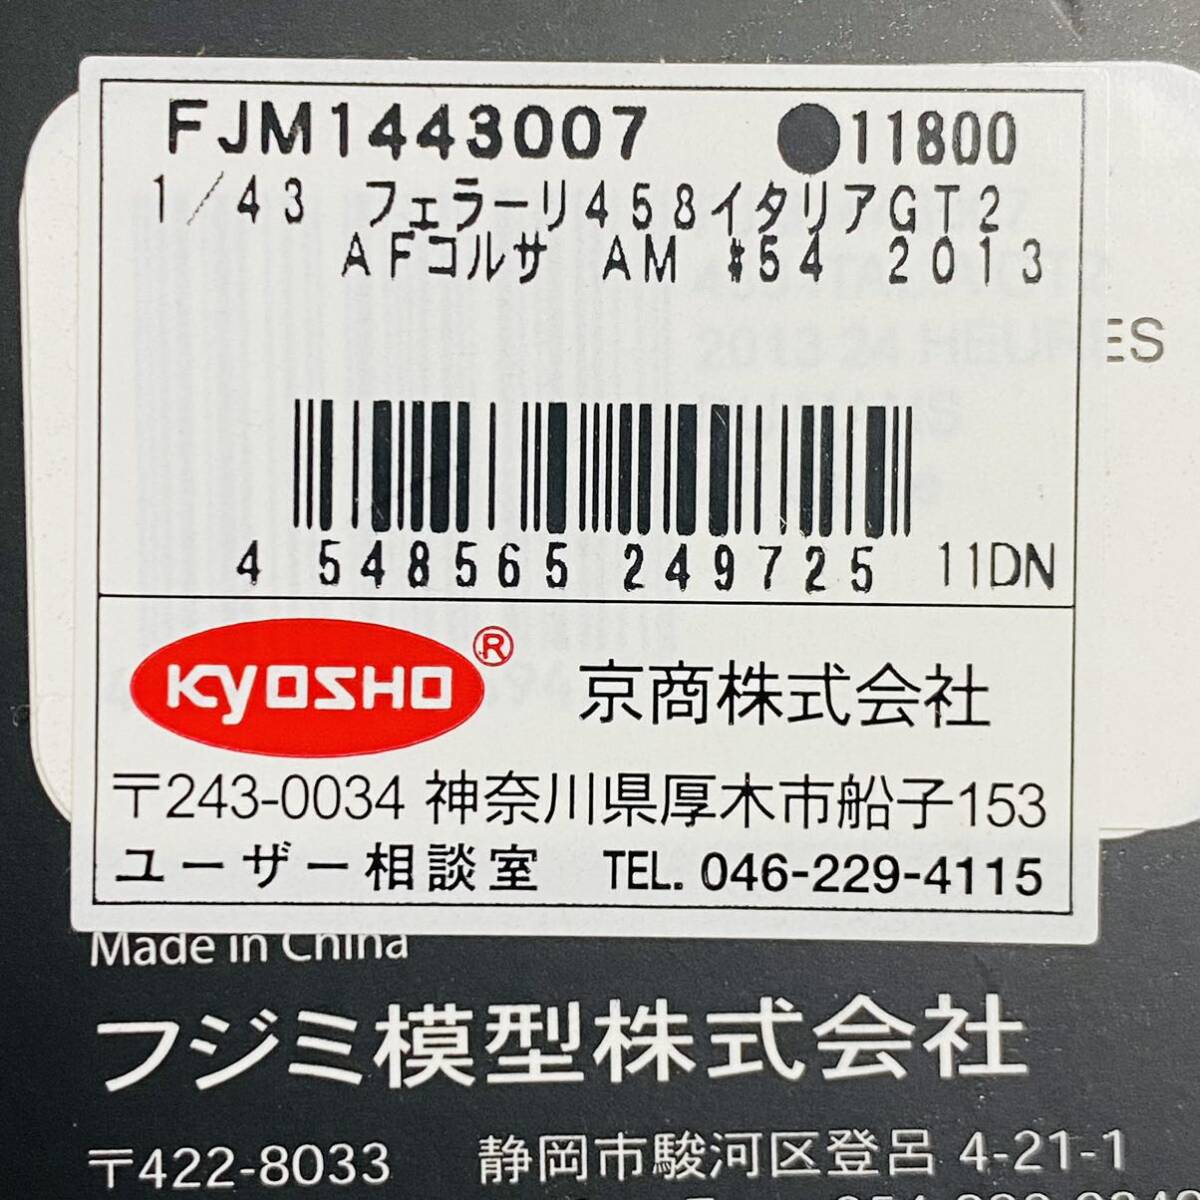 FJM1443007 ●11800
1/43 フェラーリ458イタリアGT2
AFコルサ AM #54 2013
2013 24 HEURES
4 548565 249725 11DN
KYOSHO® 京商株式会社
〒243-0034 神奈川県厚木市船子153
ユーザー相談室 TEL. 046-229-4115
Made in China
フジミ模型株式会社
〒422-8033 静岡市駿河区登呂 4-21-1